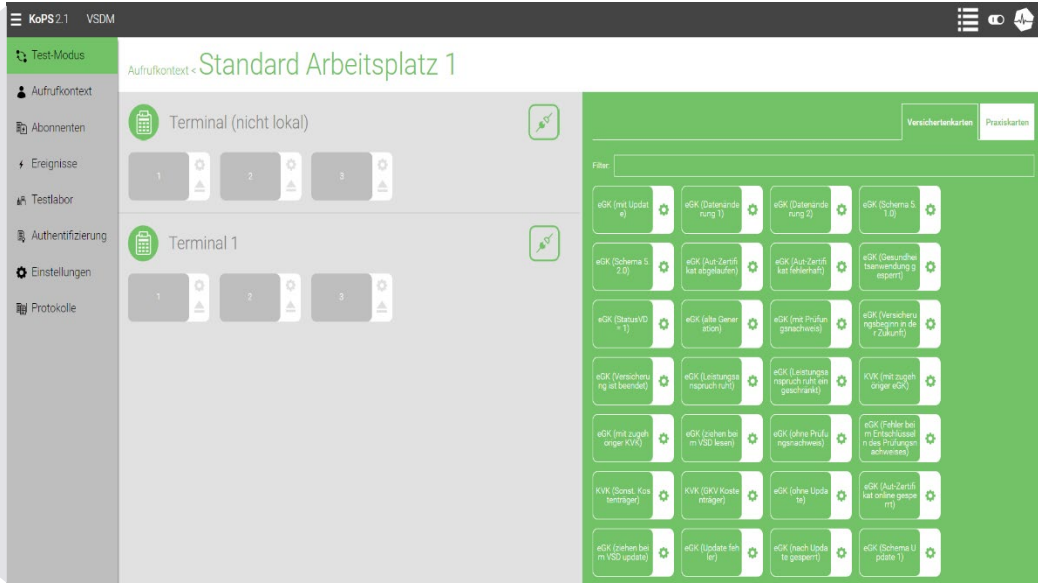 KoPS 2.1 VSDM
Test-Modus
Aufrufkontext
Abonnenten
Ereignisse
Testlabor
Authentifizierung
Einstellungen
Protokolle
Aufrufkontext < Standard Arbeitsplatz 1
Terminal (nicht lokal)
1 2 3
Terminal 1
1 2 3
Versichertenkarten Praxiskarten
Filter:
eGK (mit Updat
e)
eGK (Datenände
rung 1)
eGK (Datenände
rung 2)
eGK (Schema 5.
1.0)
eGK (Schema 5.
2.0)
eGK (Aut-Zertifi
kat abgelaufen)
eGK (Aut-Zertifi
kat fehlerhaft)
eGK (Gesundhei
tsanwendung g
esperrt)
eGK (StatusVD
= 1)
eGK (alte Gener
ation)
eGK (mit Prüfun
gsnachweis)
eGK (Versicheru
ngsbeginn in de
r Zukunft)
eGK (Versicheru
ng ist beendet)
eGK (Leistungsa
nspruch ruht)
eGK (Leistungsa
nspruch ruht ein
geschränkt)
KVK (mit zugeh
öriger eGK)
eGK (mit zugeh
öriger KVK)
eGK (ziehen bei
m VSD lesen)
eGK (ohne Prüfu
ngsnachweis)
eGK (Fehler bei
m Entschlüssel
n des Prüfungsn
achweises)
KVK (Sonst. Kos
tenträger)
KVK (GKV Koste
nträger)
eGK (ohne Upda
te)
eGK (Aut-Zertifi
kat online gespe
rrt)
eGK (ziehen bei
m VSD update)
eGK (Update feh
ler)
eGK (nach Upda
te gesperrt)
eGK (Schema U
pdate 1)